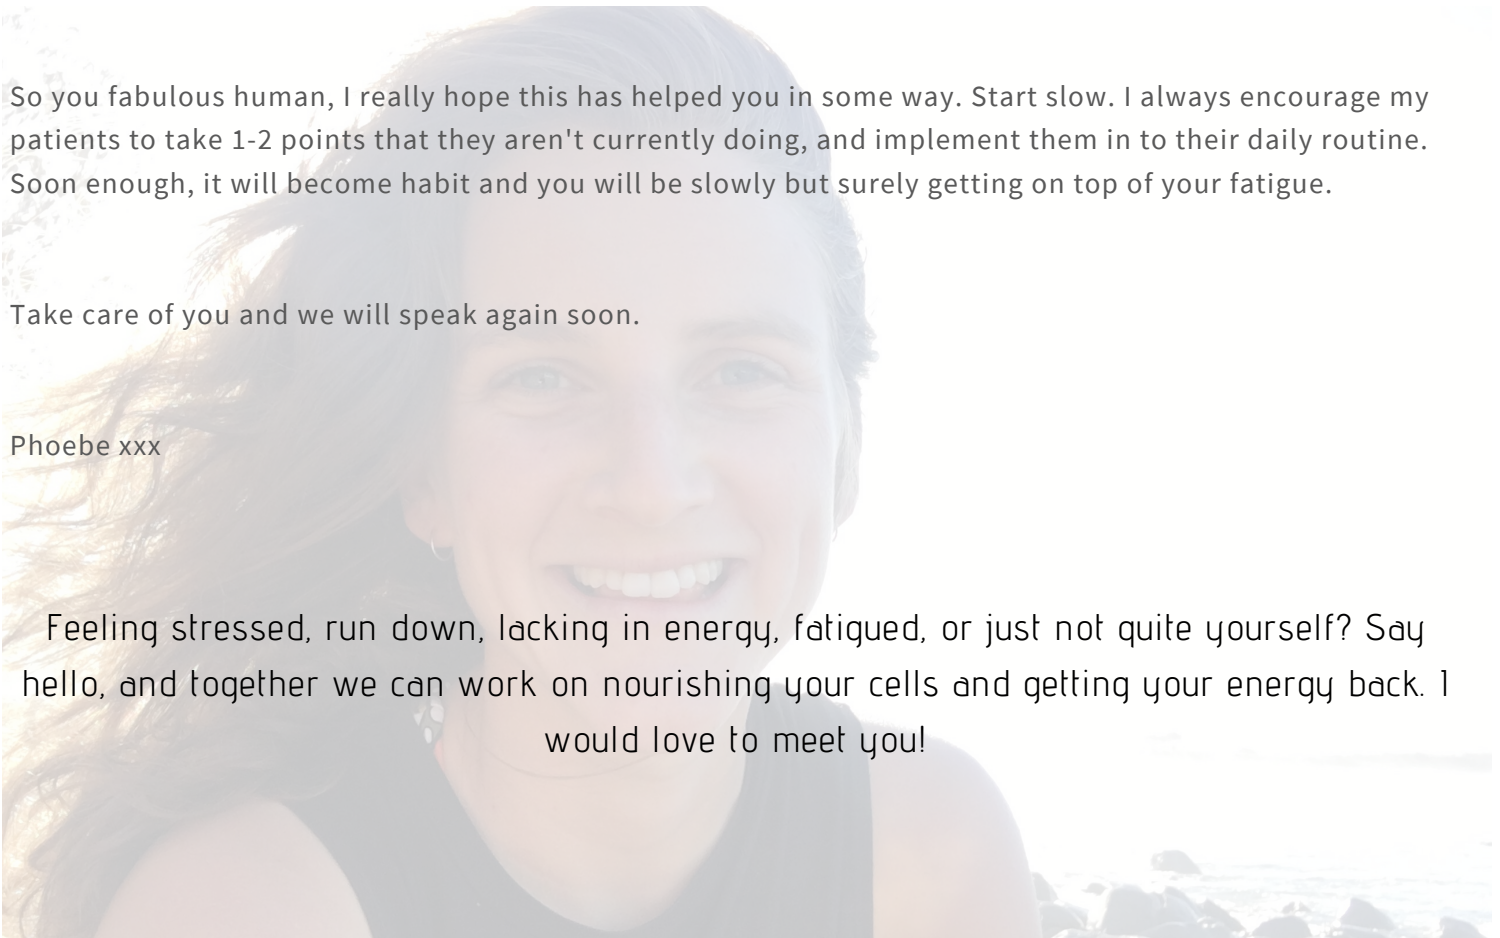 So you fabulous human, I really hope this has helped you in some way. Start slow. I always encourage my
patients to take 1-2 points that they aren't currently doing, and implement them in to their daily routine.
Soon enough, it will become habit and you will be slowly but surely getting on top of your fatigue.
Take care of you and we will speak again soon.
Phoebe xxx
Feeling stressed, run down, lacking in energy, fatigued, or just not quite yourself? Say
hello, and together we can work on nourishing your cells and getting your energy back. I
would love to meet you!